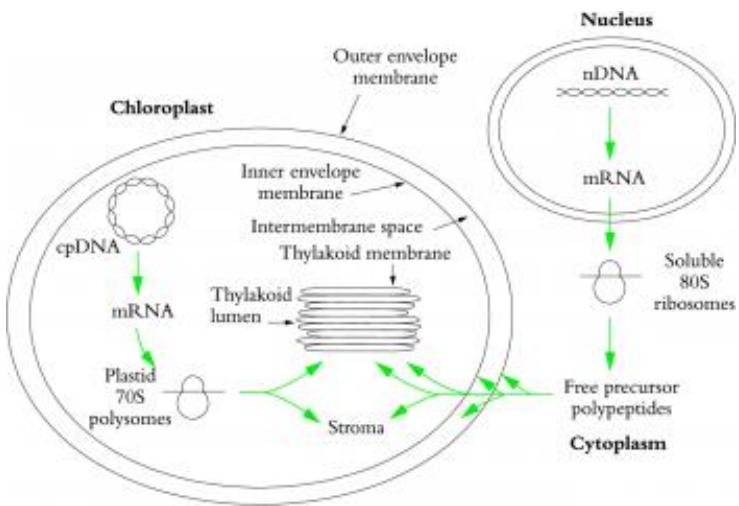 Nucleus
Outer envelope
membrane
nDNA
Chloroplast
Inner envelope
membrane
mRNA
Intermembrane space
cpDNA
Thylakoid membrane
Soluble
80S
ribosomes
Thylakoid
lumen
mRNA
Plastid
70S
polysomes
Free precursor
polypeptides
Stroma
Cytoplasm